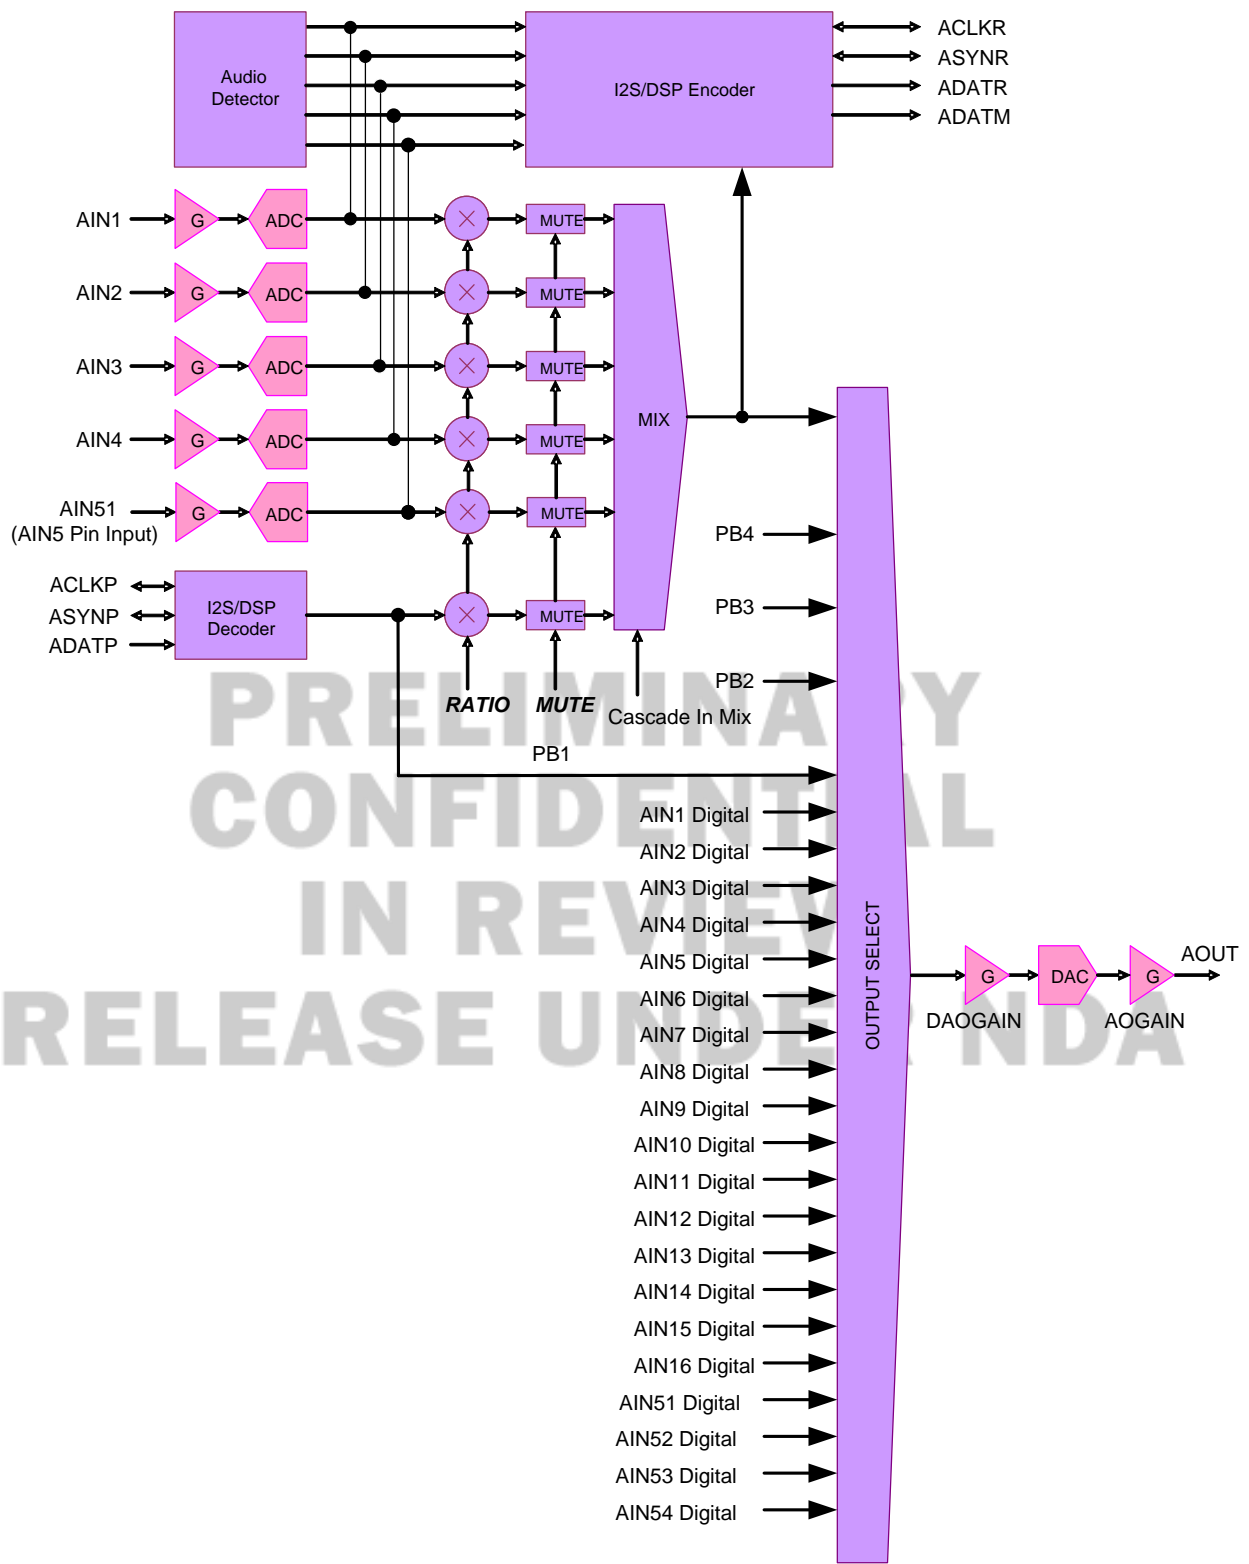 Audio
Detector
I2S/DSP Encoder
ACLKR
ASYNR
ADATR
ADATM
AIN1
G
ADC
MUTE
AIN2
G
ADC
MUTE
AIN3
G
ADC
MUTE
AIN4
G
ADC
MUTE
MIX
AIN51
(AIN5 Pin Input)
G
ADC
MUTE
ACLKP
ASYNP
ADATP
I2S/DSP
Decoder
MUTE
RATIO
MUTE
Cascade In Mix
PB4
PB3
PB2
PB1
AIN1 Digital
AIN2 Digital
AIN3 Digital
AIN4 Digital
AIN5 Digital
AIN6 Digital
AIN7 Digital
AIN8 Digital
AIN9 Digital
AIN10 Digital
AIN11 Digital
AIN12 Digital
AIN13 Digital
AIN14 Digital
AIN15 Digital
AIN16 Digital
AIN51 Digital
AIN52 Digital
AIN53 Digital
AIN54 Digital
OUTPUT SELECT
G
DAOGAIN
DAC
G
AOGAIN
AOUT
PRELIMINARY
CONFIDENTIAL
IN REVIEW
RELEASE UNDER NDA